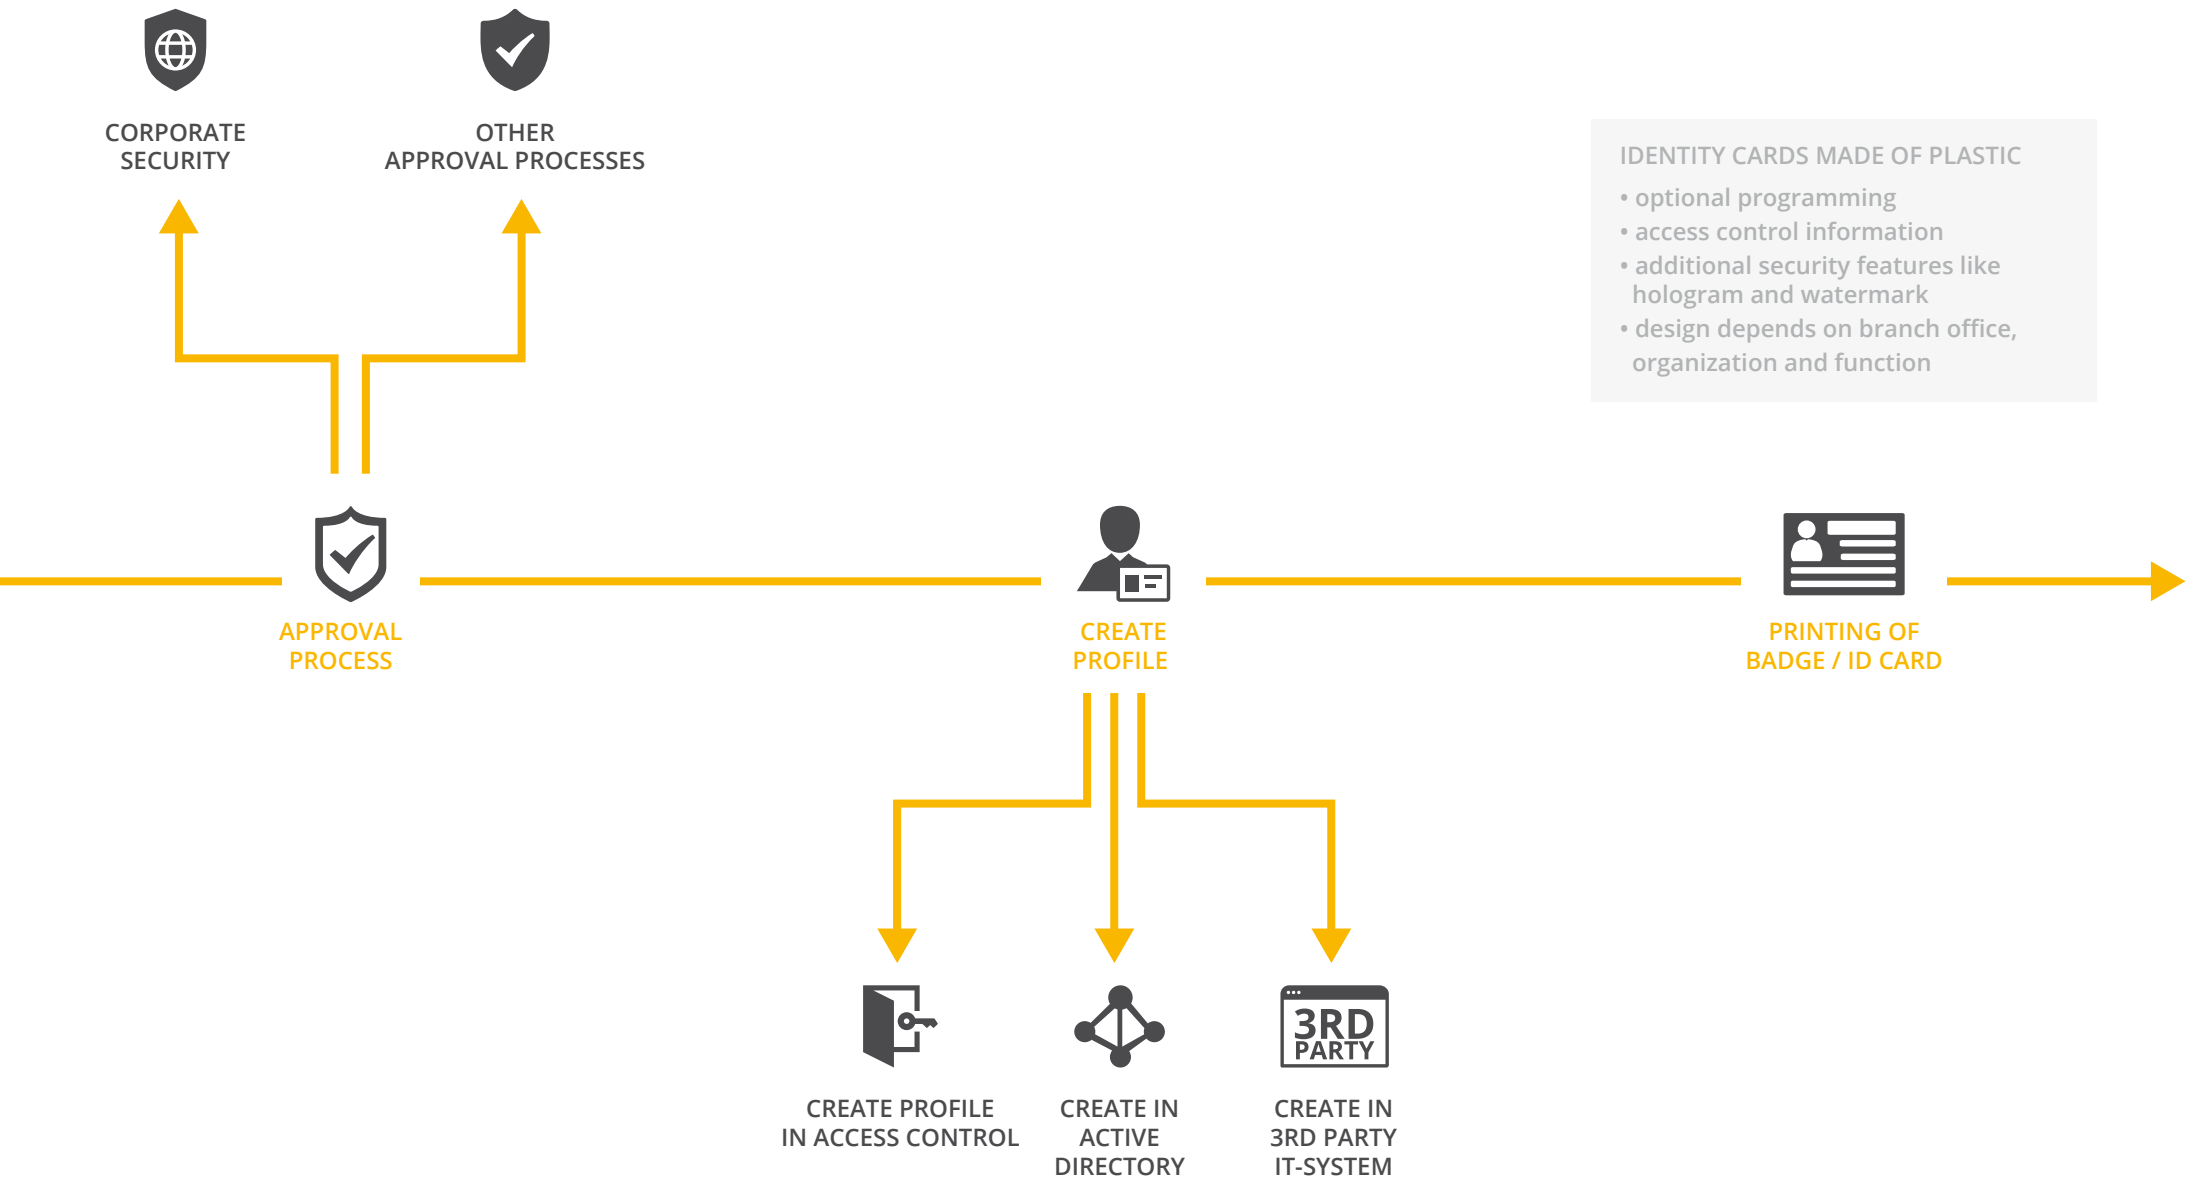 CORPORATE
SECURITY
OTHER
APPROVAL PROCESSES
IDENTITY CARDS MADE OF PLASTIC
• optional programming
• access control information
• additional security features like
hologram and watermark
• design depends on branch office,
organization and function
APPROVAL
PROCESS
CREATE
PROFILE
PRINTING OF
BADGE / ID CARD
3RD
PARTY
CREATE PROFILE
IN ACCESS CONTROL
CREATE IN
ACTIVE
DIRECTORY
CREATE IN
3RD PARTY
IT-SYSTEM